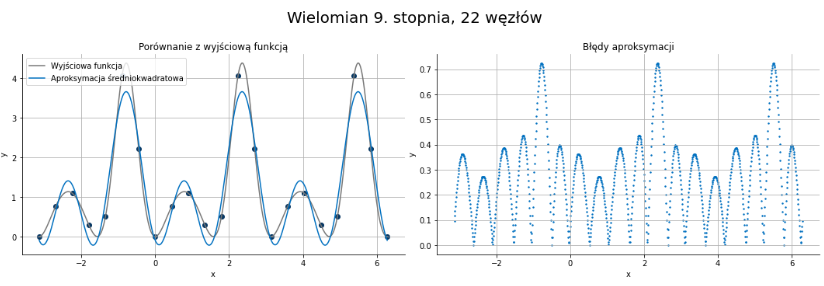 Wielomian 9. stopnia, 22 węzłów
Porównanie z wyjściową funkcją
Wyjściowa funkcja
Aproksymacja średniokwadratowa
4
3
2
1
0
y
−2
0
2
4
6
x
Błędy aproksymacji
0.7
0.6
0.5
0.4
0.3
0.2
0.1
0.0
y
−2
0
2
4
6
x